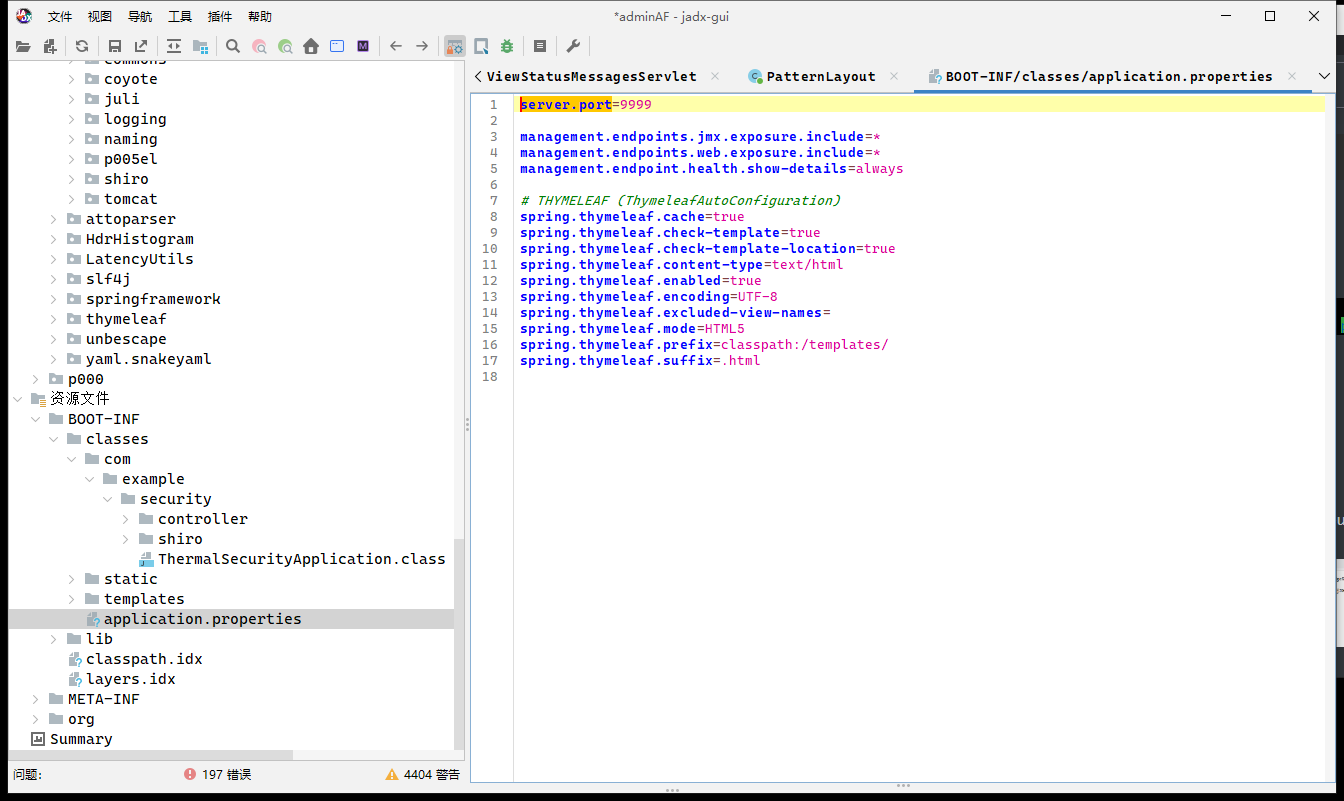 文件 视图 导航 工具 插件 帮助 *adminAF - jadx-gui
coyote
juli
logging
naming
p005el
shiro
tomcat
attoparser
HdrHistogram
LatencyUtils
slf4j
springframework
thymeleaf
unbescape
yaml.snakeyaml
p000
资源文件
BOOT-INF
classes
com
example
security
controller
shiro
ThermalSecurityApplication.class
static
templates
application.properties
lib
classpath.idx
layers.idx
META-INF
org
Summary
问题: 197 错误 4404 警告
ViewStatusMessagesServlet PatternLayout BOOT-INF/classes/application.properties
1 server.port=9999
2
3 management.endpoints.jmx.exposure.include=*
4 management.endpoints.web.exposure.include=*
5 management.endpoint.health.show-details=always
6
7 # THYMELEAF (ThymeleafAutoConfiguration)
8 spring.thymeleaf.cache=true
9 spring.thymeleaf.check-template=true
10 spring.thymeleaf.check-template-location=true
11 spring.thymeleaf.content-type=text/html
12 spring.thymeleaf.enabled=true
13 spring.thymeleaf.encoding=UTF-8
14 spring.thymeleaf.excluded-view-names=
15 spring.thymeleaf.mode=HTML5
16 spring.thymeleaf.prefix=classpath:/templates/
17 spring.thymeleaf.suffix=.html
18